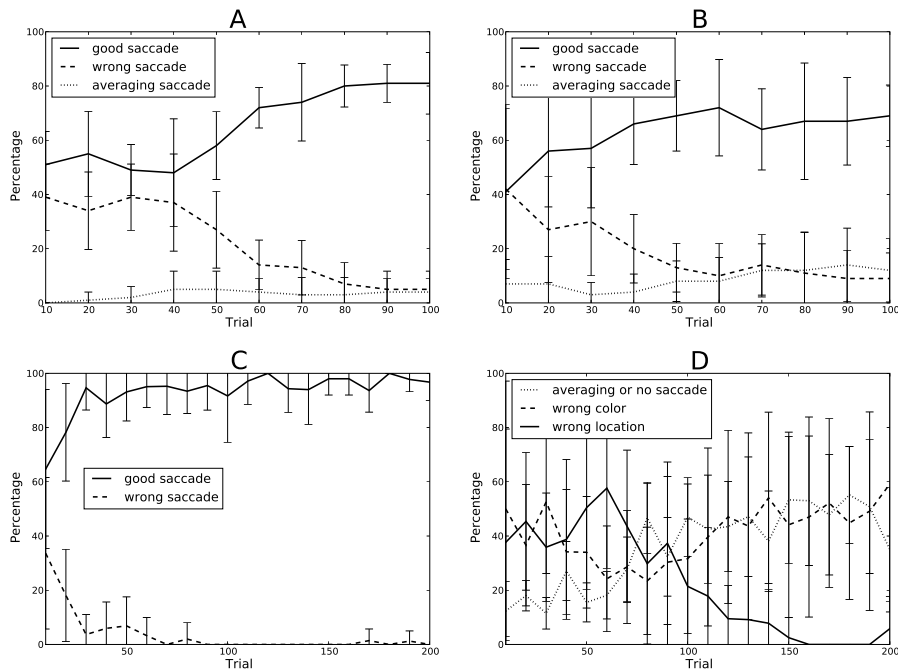 A
100
80
60
40
20
0
Percentage
good saccade
wrong saccade
averaging saccade
10 20 30 40 50 60 70 80 90 100
Trial
B
100
80
60
40
20
0
Percentage
good saccade
wrong saccade
averaging saccade
10 20 30 40 50 60 70 80 90 100
Trial
C
100
80
60
40
20
0
Percentage
good saccade
wrong saccade
50 100 150 200
Trial
D
100
80
60
40
20
0
Percentage
averaging or no saccade
wrong color
wrong location
50 100 150 200
Trial